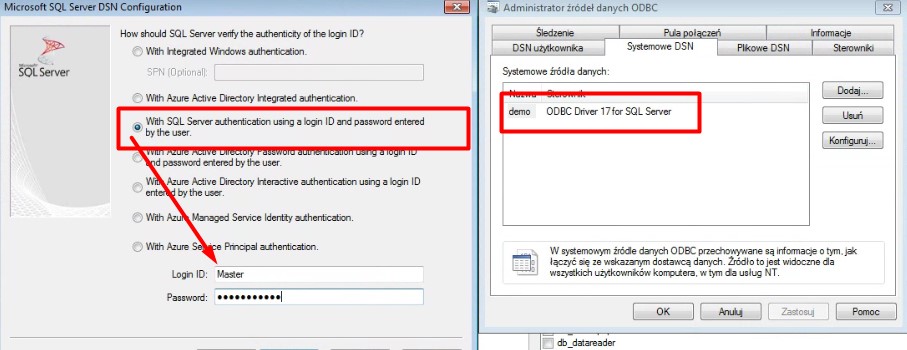 Microsoft SQL Server DSN Configuration
Microsoft
SQL Server
How should SQL Server verify the authenticity of the login ID?
With Integrated Windows authentication.
SPN (Optional):
With Azure Active Directory Integrated authentication.
With SQL Server authentication using a login ID and password entered
by the user.
With Azure Active Directory Password authentication using a login ID
and password entered by the user.
With Azure Active Directory Interactive authentication using a login ID
entered by the user.
With Azure Managed Service Identity authentication.
With Azure Service Principal authentication.
Login ID: Master
Password: ●●●●●●●●●●●
Administrator źródeł danych ODBC
Śledzenie Pula połączeń Informacje
DSN użytkownika Systemowe DSN Plikowe DSN Sterowniki
Systemowe źródła danych:
Nazwa Sterownik
demo ODBC Driver 17 for SQL Server
Dodaj...
Usuń
Konfiguruj...
W systemowym źródle danych ODBC przechowywane są informacje o tym, jak
łączyć się ze wskazanym dostawcą danych. Źródło to jest widoczne dla
wszystkich użytkowników komputera, w tym dla usług NT.
OK Anuluj Zastosuj Pomoc
db_datareader